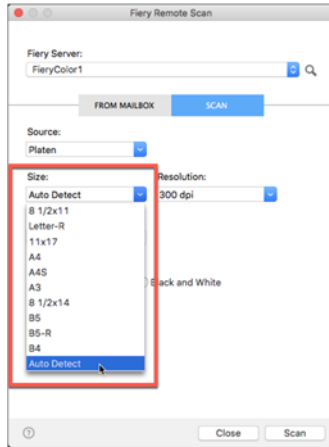 Fiery Remote Scan
Fiery Server:
FieryColor1
FROM MAILBOX SCAN
Source:
Platen
Size: Resolution:
Auto Detect 300 dpi
8 1/2x11
Letter-R
11x17
A4
A4S
A3 Black and White
8 1/2x14
B5
B5-R
B4
Auto Detect
? Close Scan